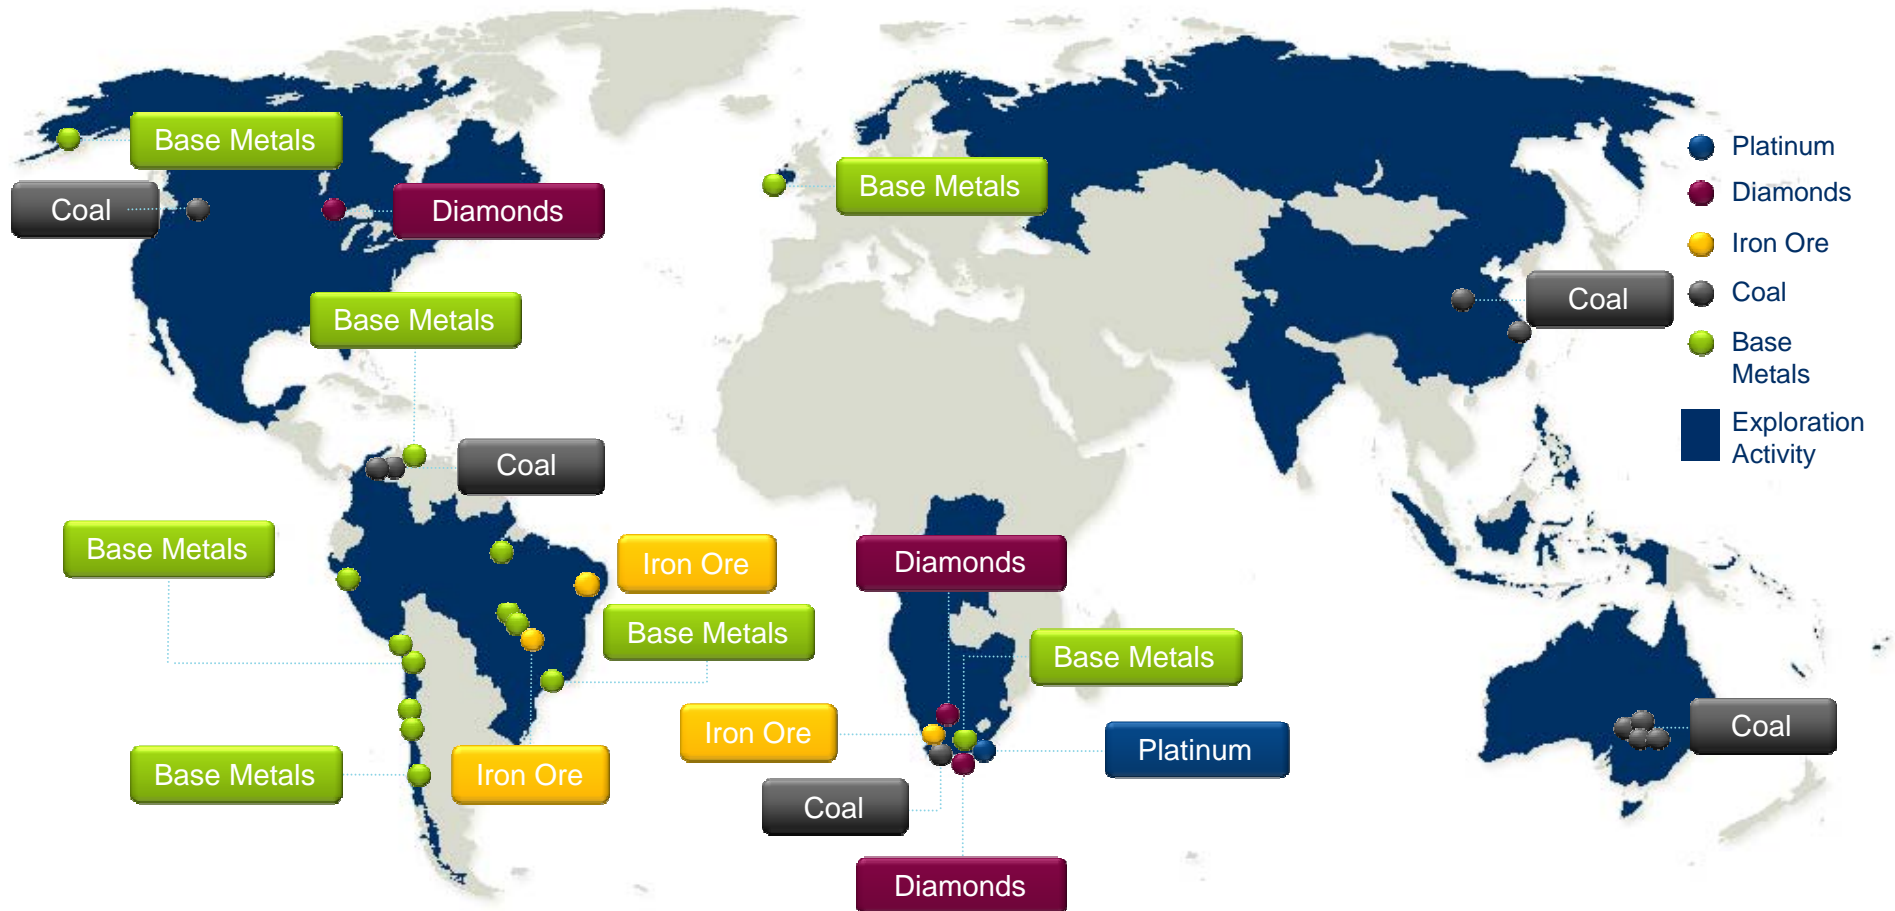 Base Metals
Coal
Diamonds
Base Metals
Base Metals
Coal
Platinum
Diamonds
Iron Ore
Coal
Base
Metals
Exploration
Activity
Coal
Base Metals
Iron Ore
Base Metals
Base Metals
Iron Ore
Diamonds
Base Metals
Iron Ore
Platinum
Coal
Diamonds
Coal